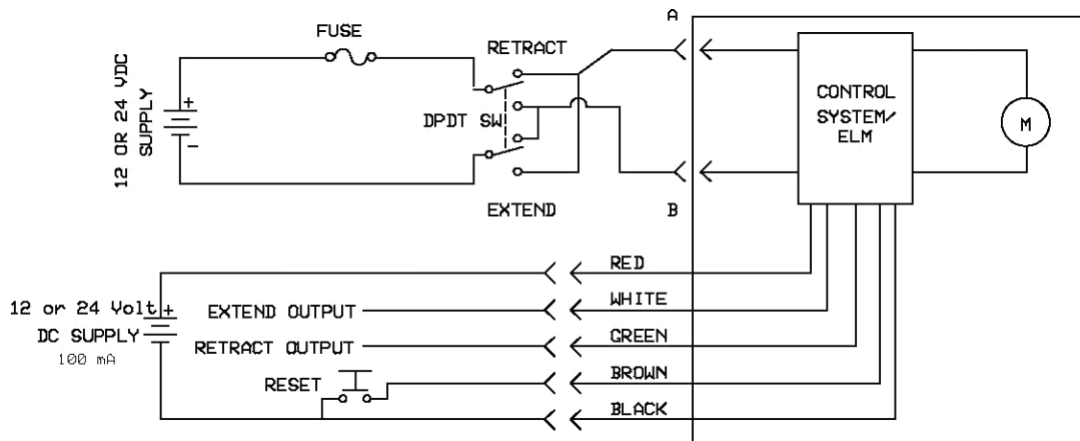 FUSE
RETRACT
A
12 OR 24 VDC
SUPPLY
+
-
DPDT SW
CONTROL
SYSTEM/
ELM
M
EXTEND
B
RED
12 or 24 Volt
DC SUPPLY
100 mA
+
EXTEND OUTPUT
WHITE
RETRACT OUTPUT
GREEN
RESET
BROWN
BLACK